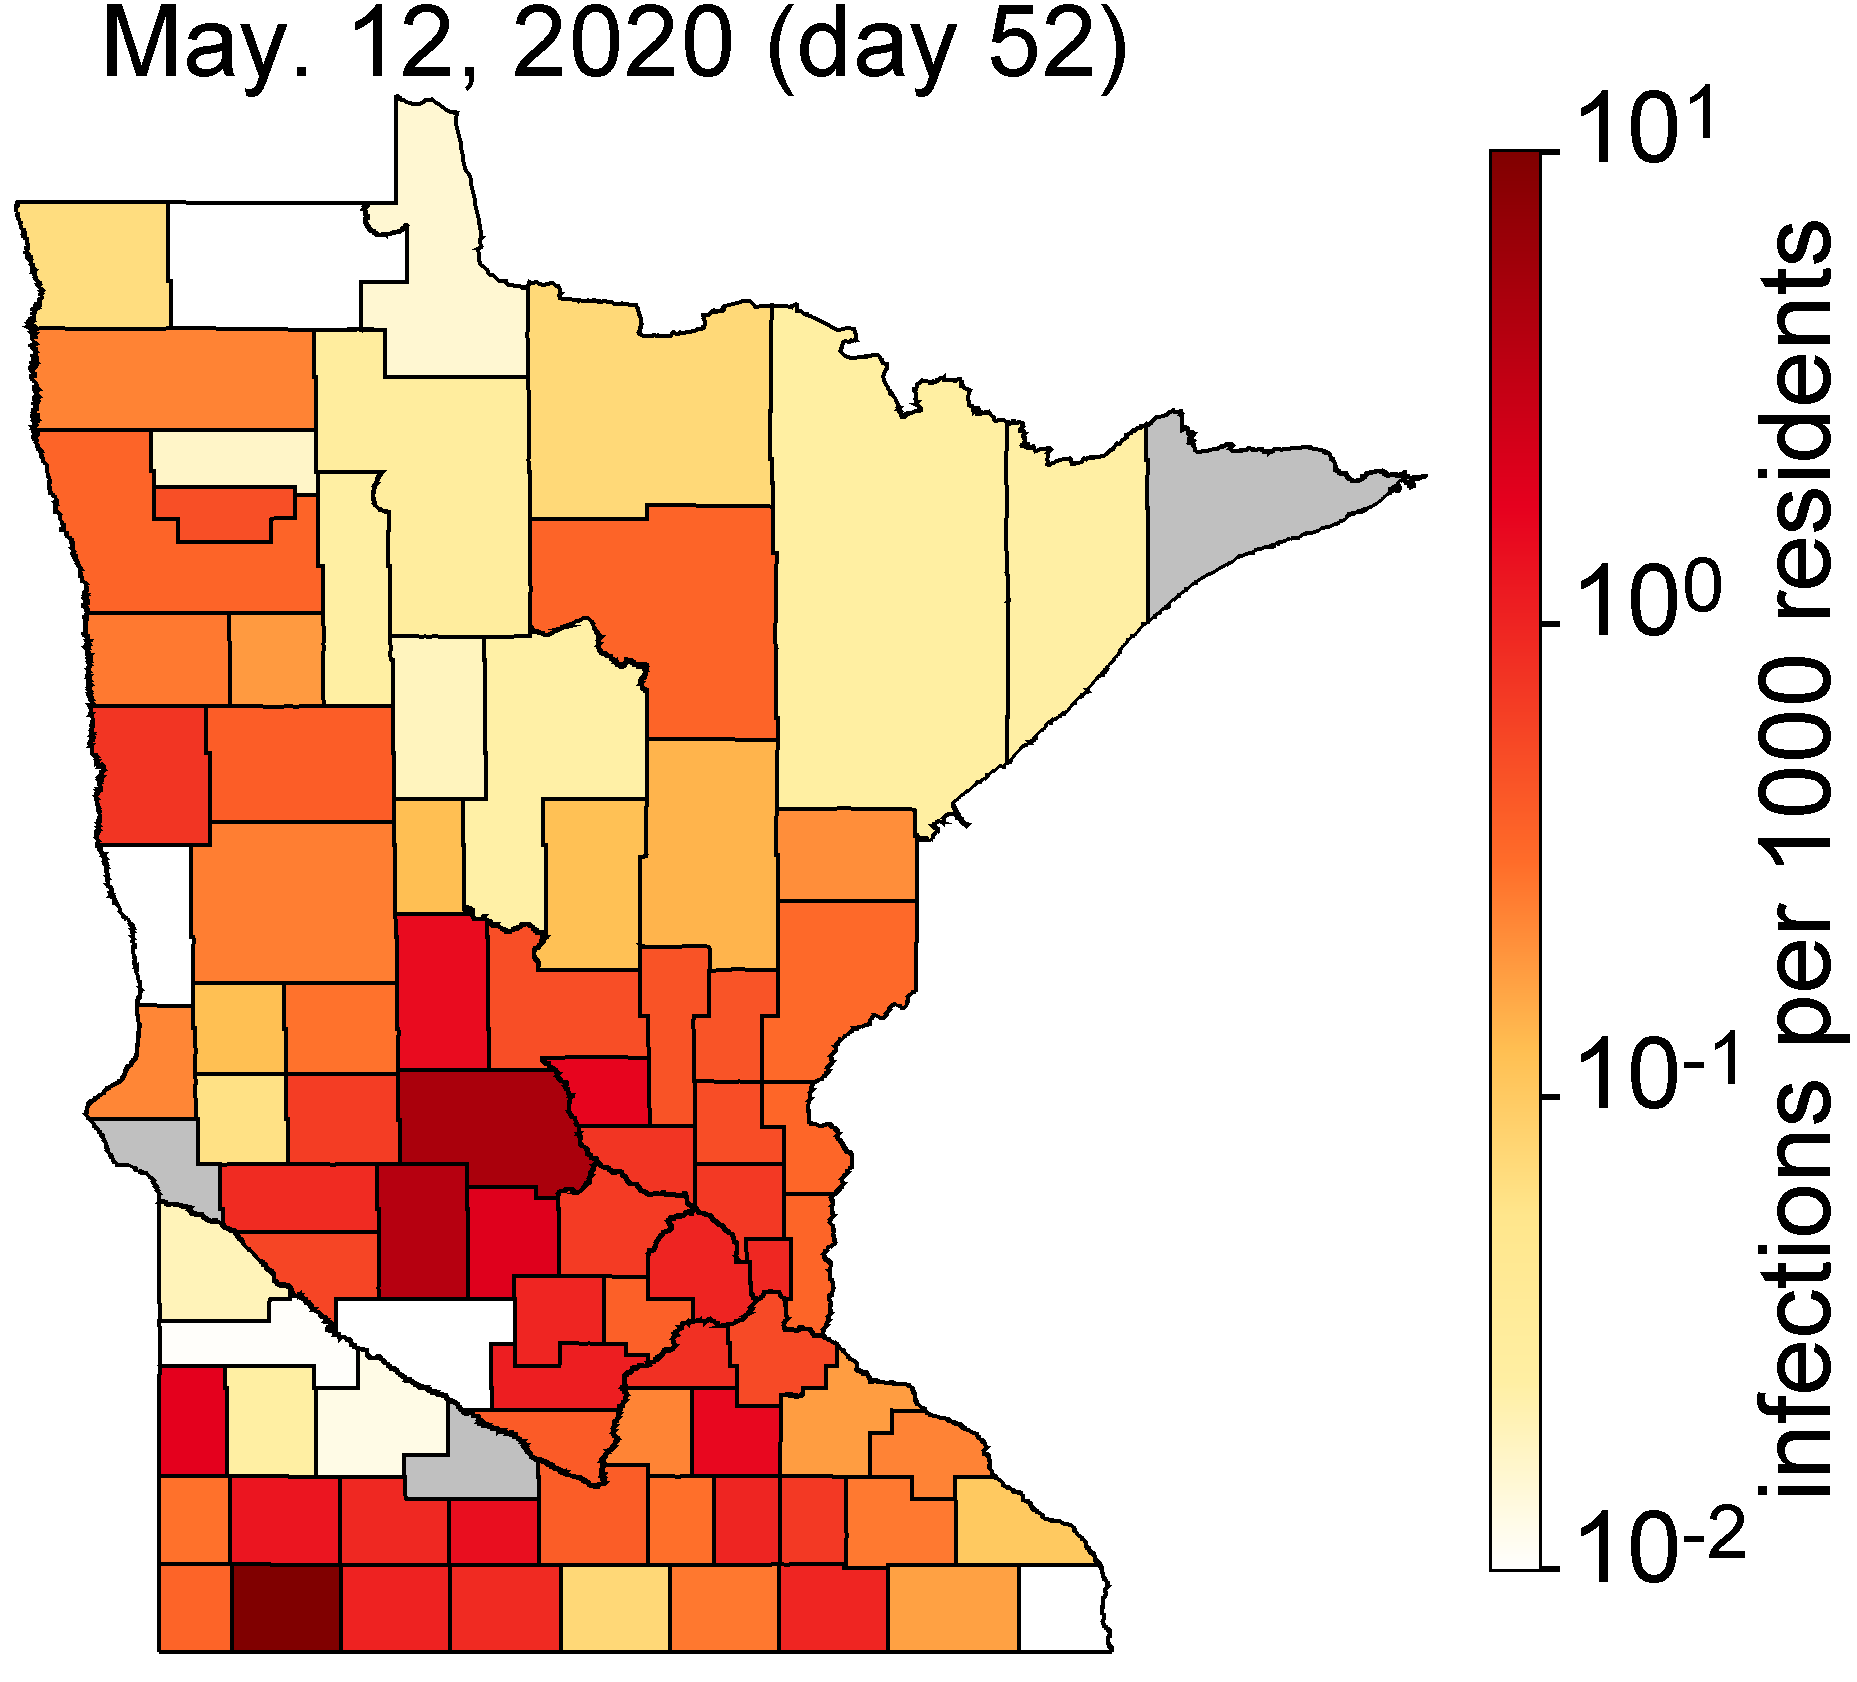 May. 12, 2020 (day 52)
10¹
10⁰
10⁻¹
10⁻²
infections per 1000 residents